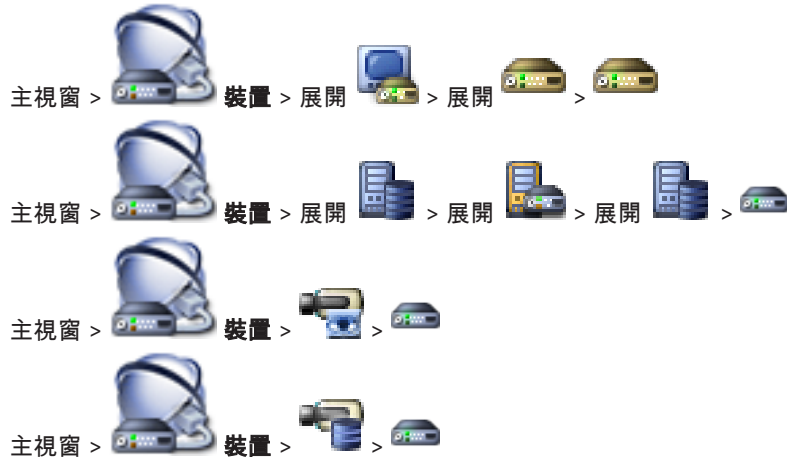 主視窗 > 裝置 > 展開 > 展開 >
主視窗 > 裝置 > 展開 > 展開 > 展開 >
主視窗 > 裝置 > >
主視窗 > 裝置 > >